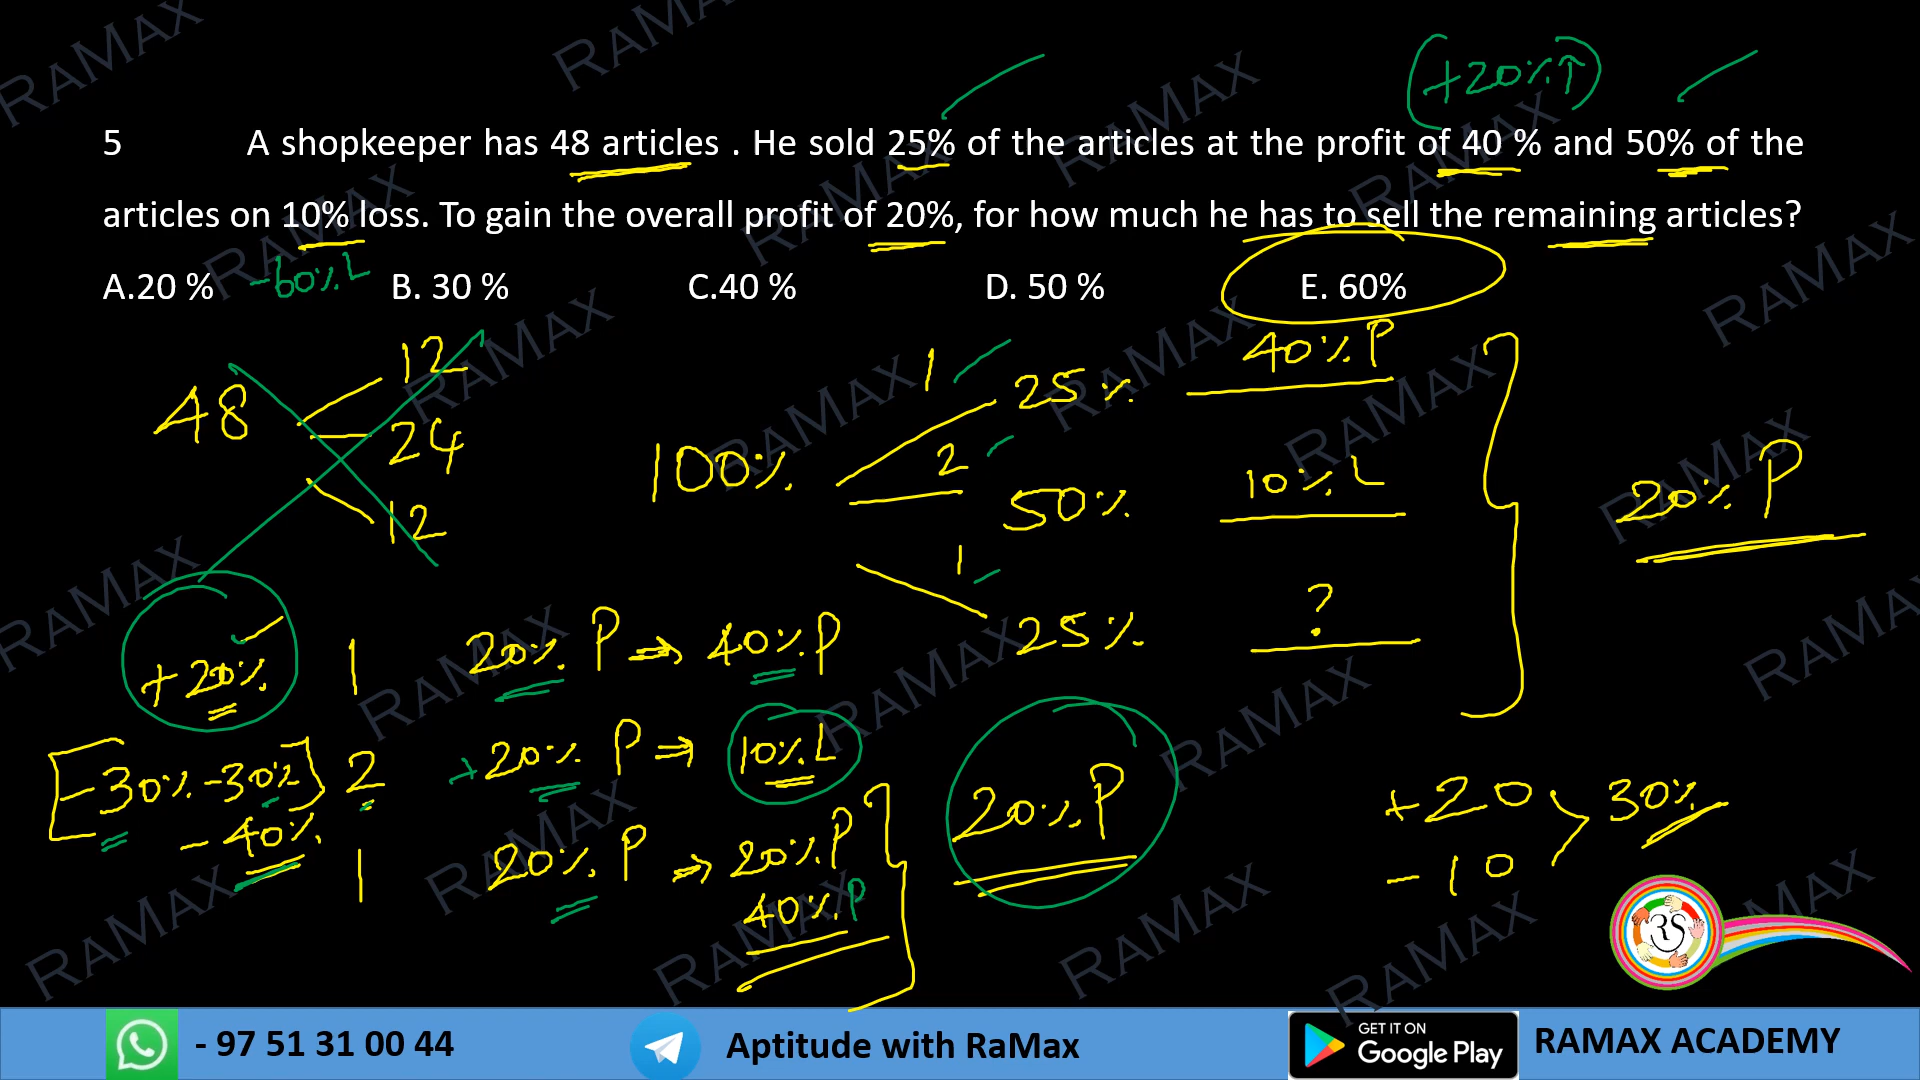 (+20%↑)
5 A shopkeeper has 48 articles . He sold 25% of the articles at the profit of 40 % and 50% of the
articles on 10% loss. To gain the overall profit of 20%, for how much he has to sell the remaining articles?
A.20 % -60% L B. 30 % C.40 % D. 50 % E. 60%
48
12
24
12
100%
1 25% 40% P
2 50% 10% L
1 25% ?
20% P
+20%
1 20% P ⇒ 40% P
[-30% -30%] 2 +20% P ⇒ 10% L
-40%
1 20% P ⇒ 20% P
40% P
20% P
+20
-10
30%
RS
- 97 51 31 00 44
Aptitude with RaMax
GET IT ON
Google Play
RAMAX ACADEMY
RAMAX